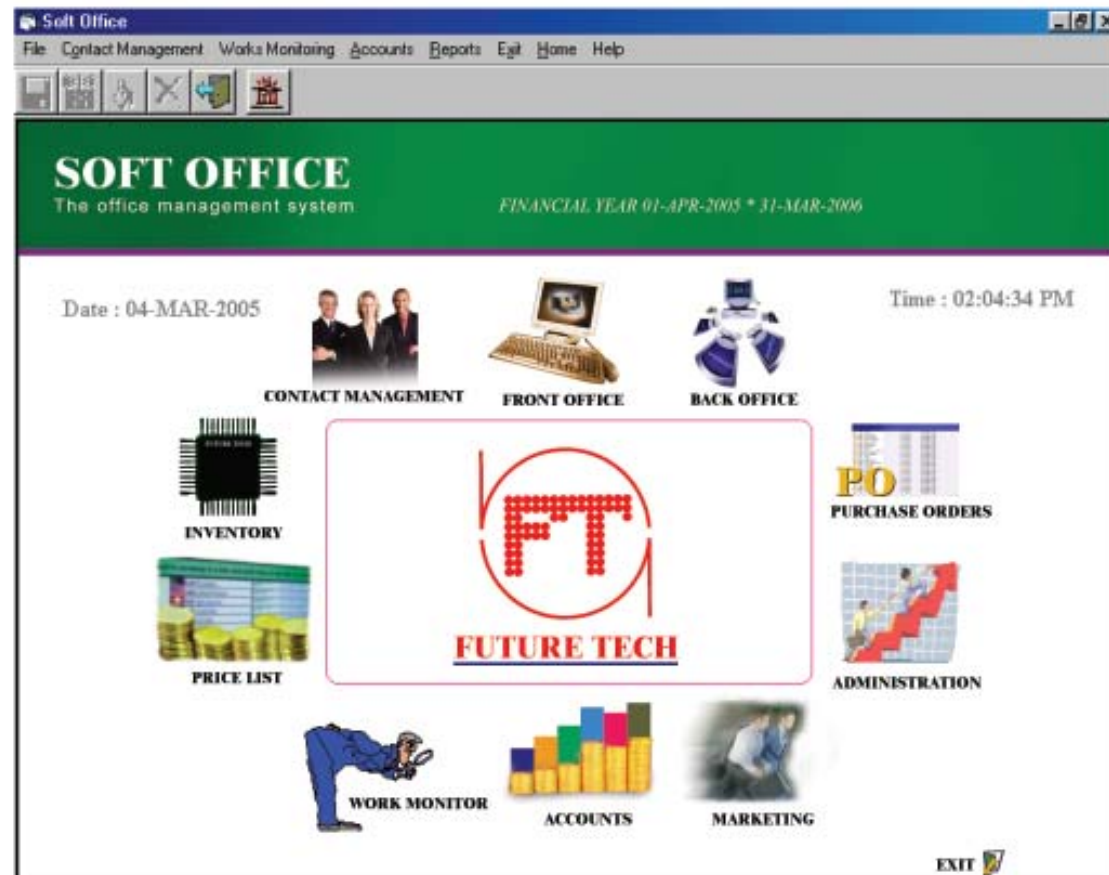 Soft Office
File Contact Management Works Monitoring Accounts Reports Exit Home Help
SOFT OFFICE
The office management system
FINANCIAL YEAR 01-APR-2005 * 31-MAR-2006
Date : 04-MAR-2005
Time : 02:04:34 PM
CONTACT MANAGEMENT
FRONT OFFICE
BACK OFFICE
INVENTORY
PO
PURCHASE ORDERS
FT
FUTURE TECH
PRICE LIST
ADMINISTRATION
WORK MONITOR
ACCOUNTS
MARKETING
EXIT